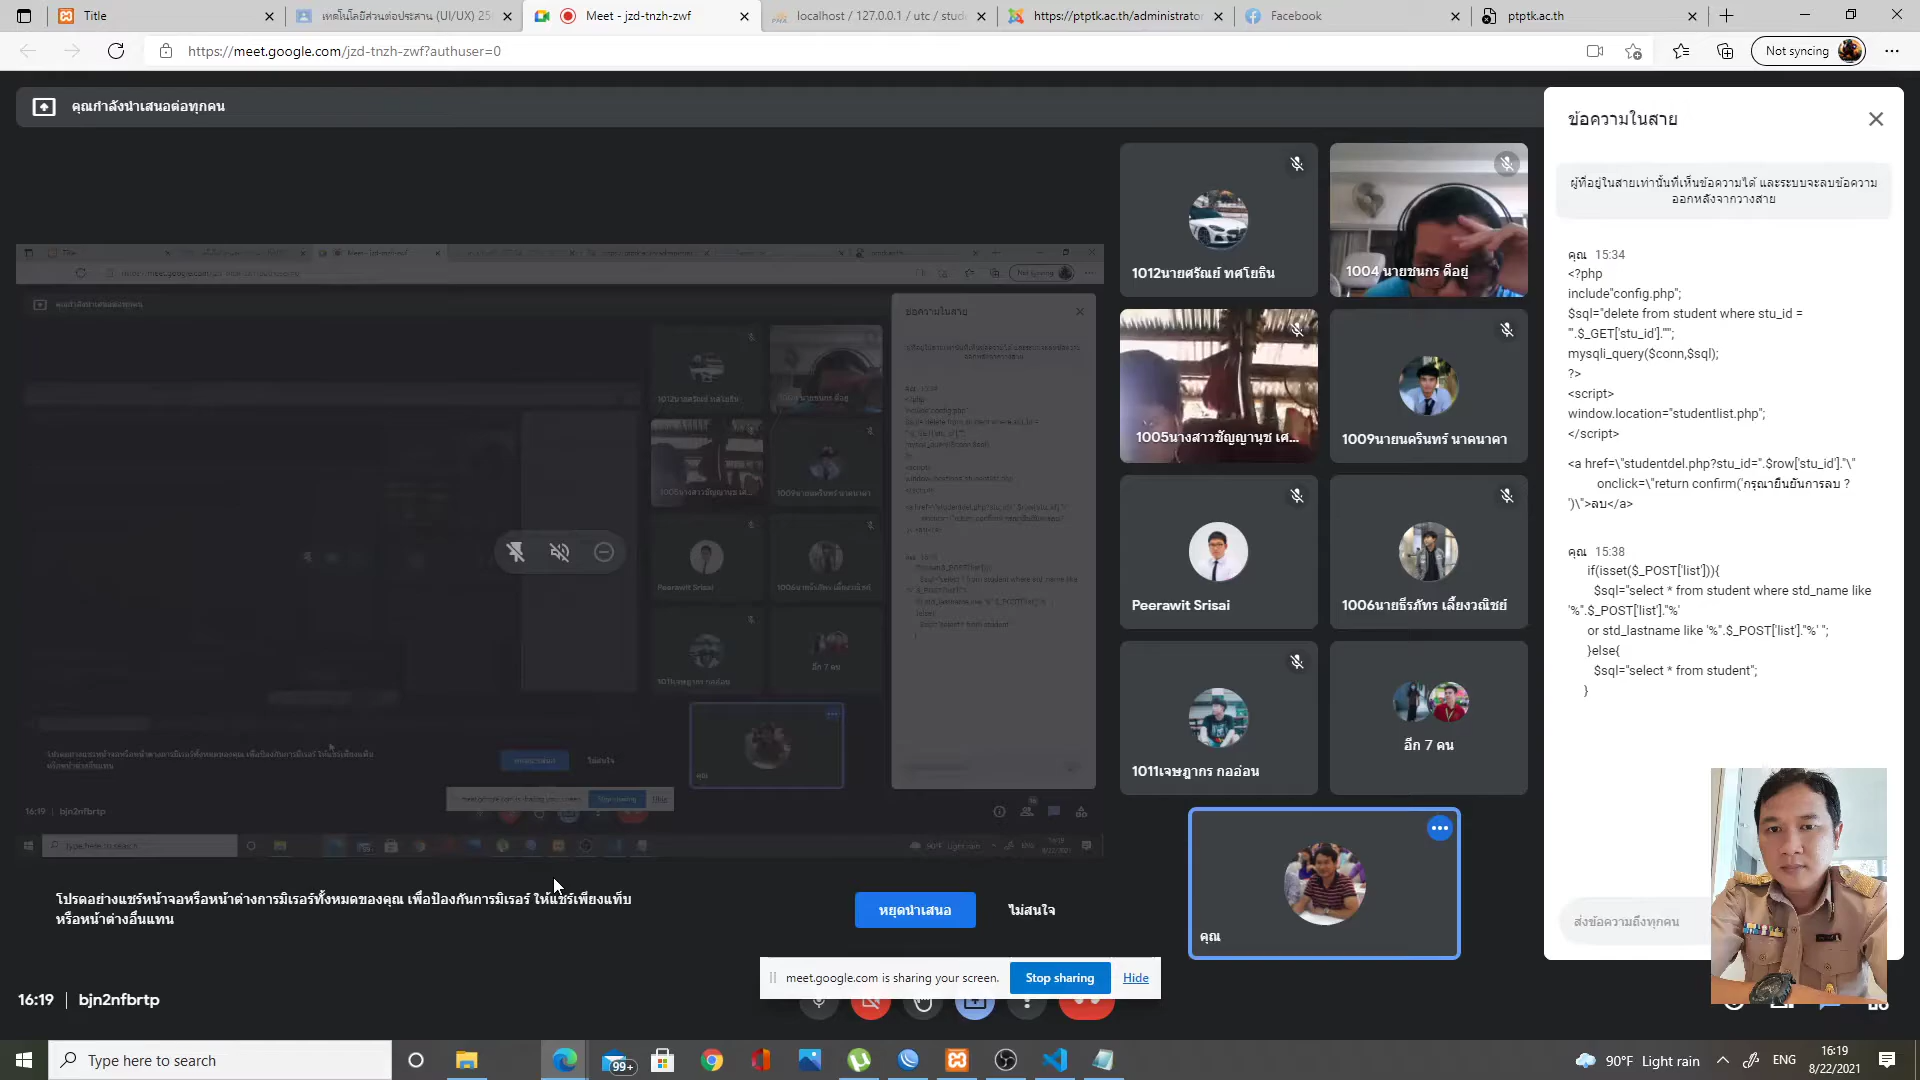 Title
เทคโนโลยีส่วนต่อประสาน (UI/UX) 25
Meet - jzd-tnzh-zwf
localhost / 127.0.0.1 / utc / stud
https://ptptk.ac.th/administrator
Facebook
ptptk.ac.th
https://meet.google.com/jzd-tnzh-zwf?authuser=0
Not syncing
คุณกำลังนำเสนอต่อทุกคน
1012นายศรัณย์ ทศโยธิน
1004 นายชนกร ดีอยู่
1005นางสาวชัญญานุช เศ...
1009นายนครินทร์ นาคนาคา
Peerawit Srisai
1006นายธีรภัทร เลี้ยงวณิชย์
1011เจษฎากร กออ่อน
อีก 7 คน
คุณ
ข้อความในสาย
ผู้ที่อยู่ในสายเท่านั้นที่เห็นข้อความได้ และระบบจะลบข้อความ
ออกหลังจากวางสาย
คุณ 15:34
<?php
include"config.php";
$sql="delete from student where stu_id =
'".$_GET['stu_id']."'";
mysqli_query($conn,$sql);
?>
<script>
window.location="studentlist.php";
</script>
<a href=\"studentdel.php?stu_id=".$row['stu_id']."\"
onclick=\"return confirm('กรุณายืนยันการลบ ?
')\">ลบ</a>
คุณ 15:38
if(isset($_POST['list'])){
$sql="select * from student where std_name like
'%".$_POST['list']."%'
or std_lastname like '%".$_POST['list']."%' ";
}else{
$sql="select * from student";
}
ส่งข้อความถึงทุกคน
โปรดอย่างแชร์หน้าจอหรือหน้าต่างการมิเรอร์ทั้งหมดของคุณ เพื่อป้องกันการมิเรอร์ ให้แชร์เพียงแท็บ
หรือหน้าต่างอื่นแทน
หยุดนำเสนอ
ไม่สนใจ
meet.google.com is sharing your screen.
Stop sharing
Hide
16:19 | bjn2nfbrtp
Type here to search
99+
90°F Light rain
ENG
16:19
8/22/2021